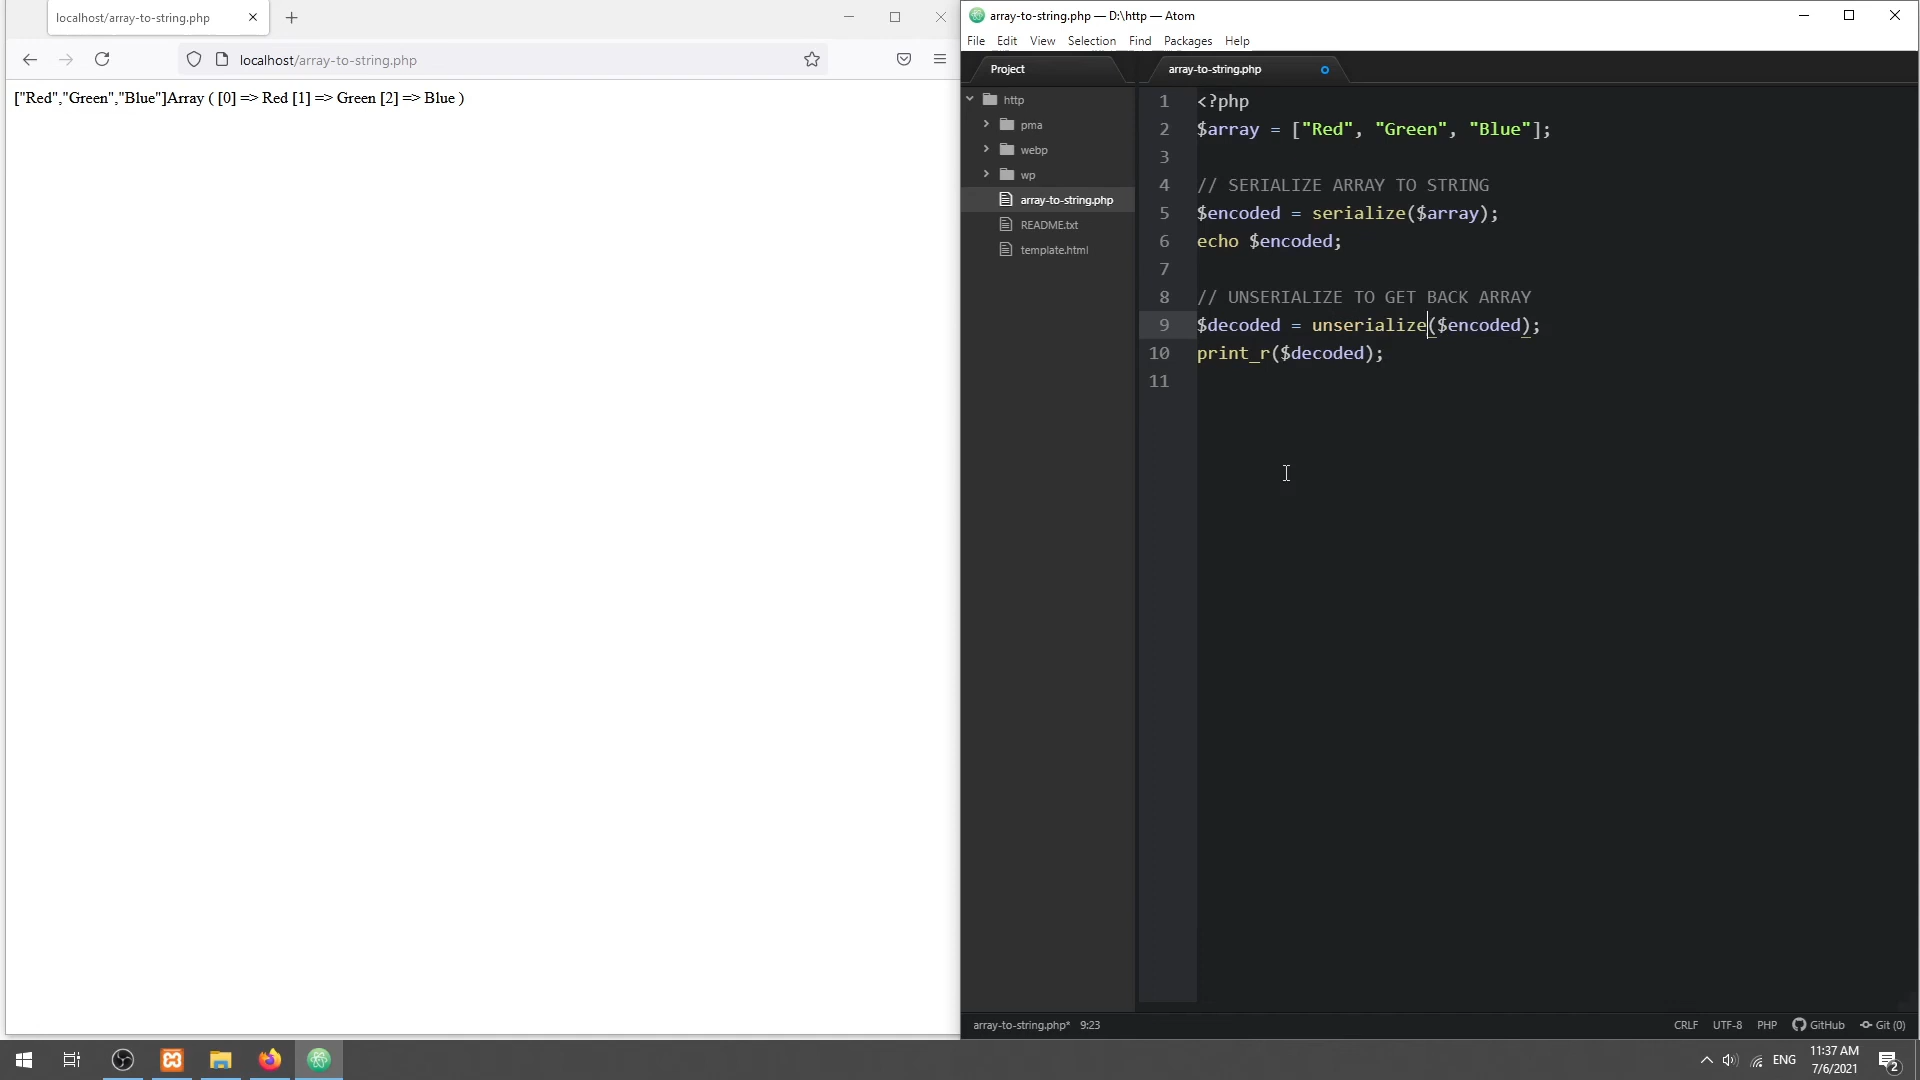 localhost/array-to-string.php
localhost/array-to-string.php
["Red","Green","Blue"]Array ( [0] => Red [1] => Green [2] => Blue )
array-to-string.php — D:\http — Atom
File Edit View Selection Find Packages Help
Project
http
pma
webp
wp
array-to-string.php
README.txt
template.html
array-to-string.php
1 <?php
2 $array = ["Red", "Green", "Blue"];
3
4 // SERIALIZE ARRAY TO STRING
5 $encoded = serialize($array);
6 echo $encoded;
7
8 // UNSERIALIZE TO GET BACK ARRAY
9 $decoded = unserialize($encoded);
10 print_r($decoded);
11
array-to-string.php* 9:23
CRLF UTF-8 PHP GitHub Git (0)
ENG
11:37 AM
7/6/2021
2